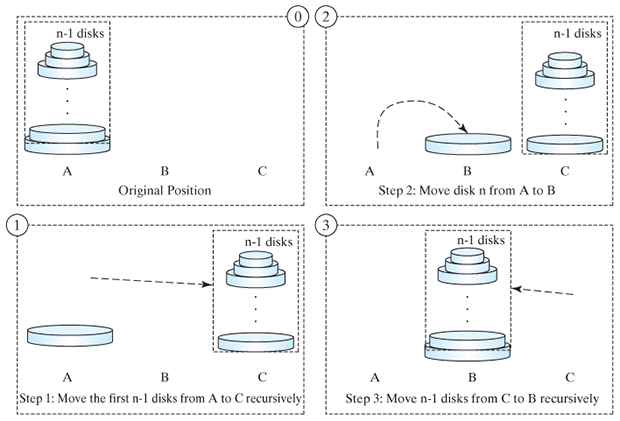 0
n-1 disks
A B C
Original Position
2
n-1 disks
A B C
Step 2: Move disk n from A to B
1
n-1 disks
A B C
Step 1: Move the first n-1 disks from A to C recursively
3
n-1 disks
A B C
Step 3: Move n-1 disks from C to B recursively